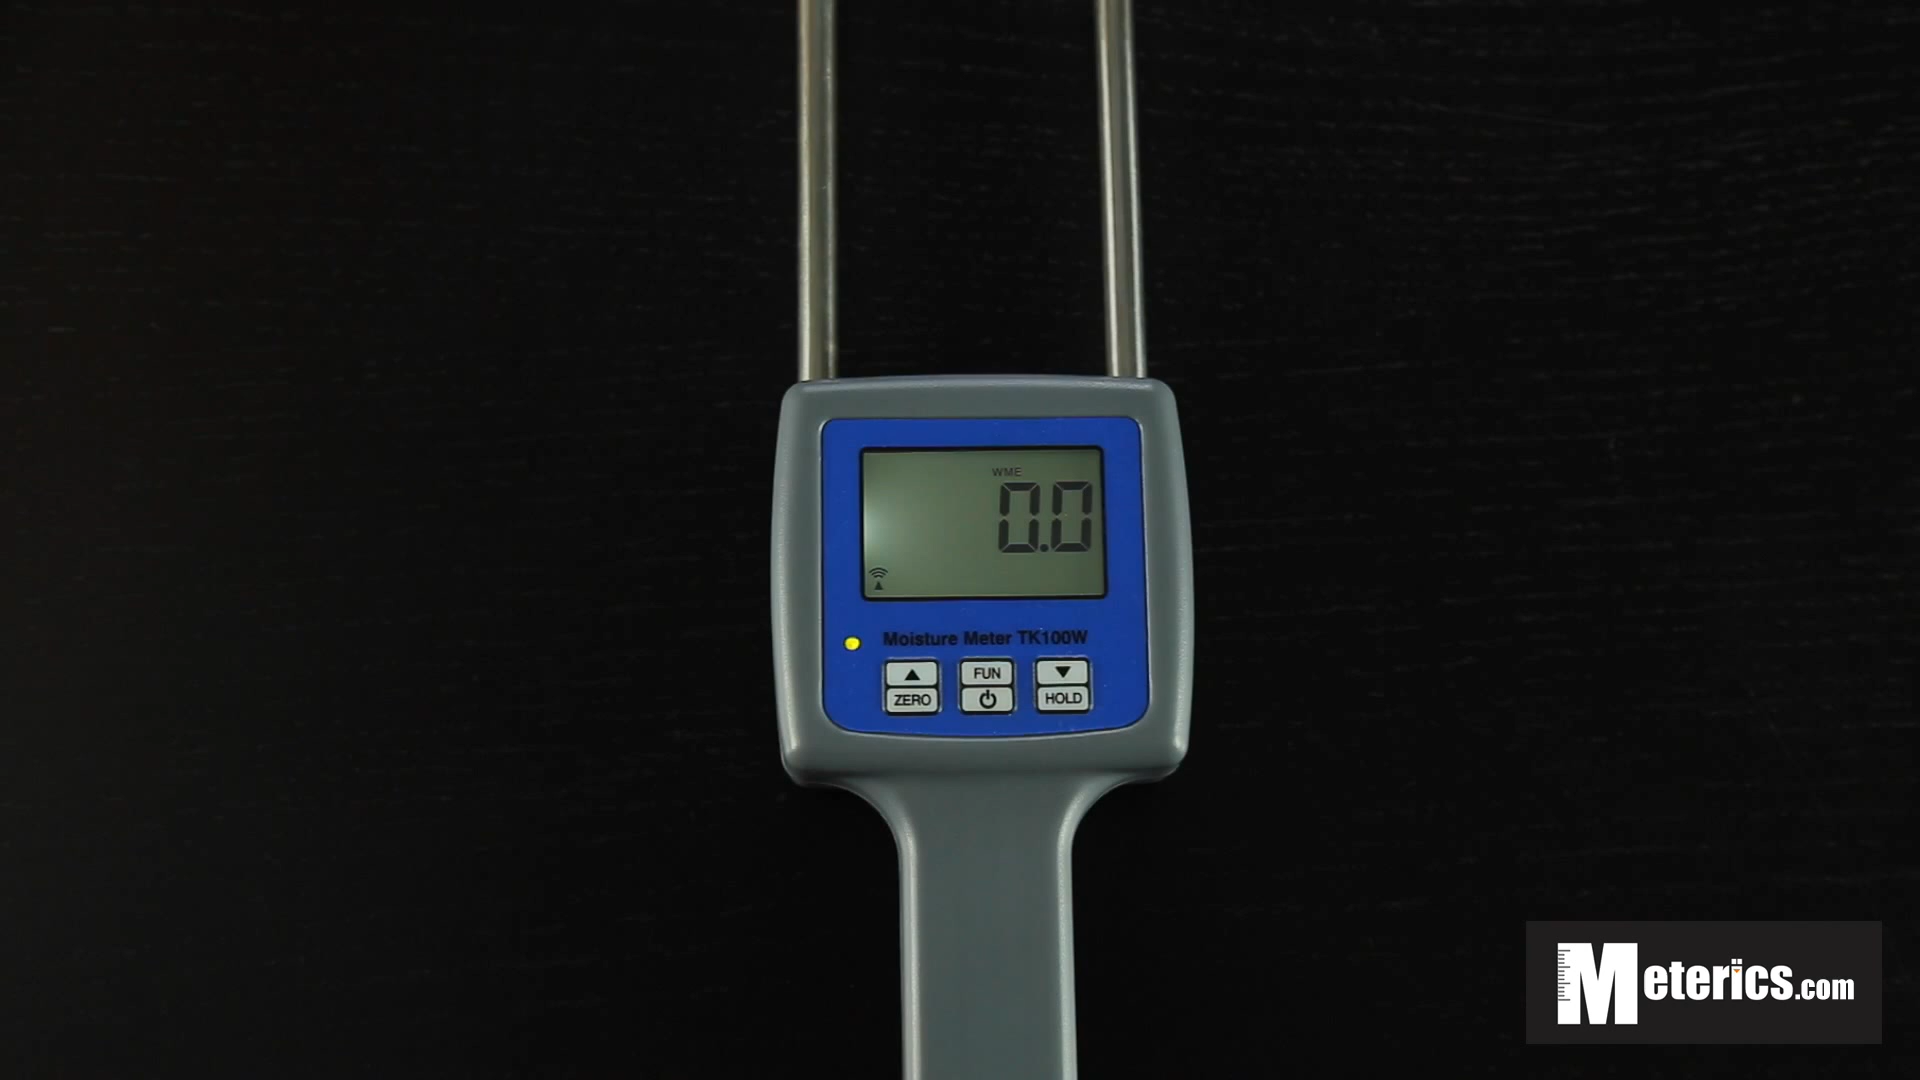 WME
0.0
Moisture Meter TK100W
▲ FUN ▼
ZERO HOLD
Meterics.com